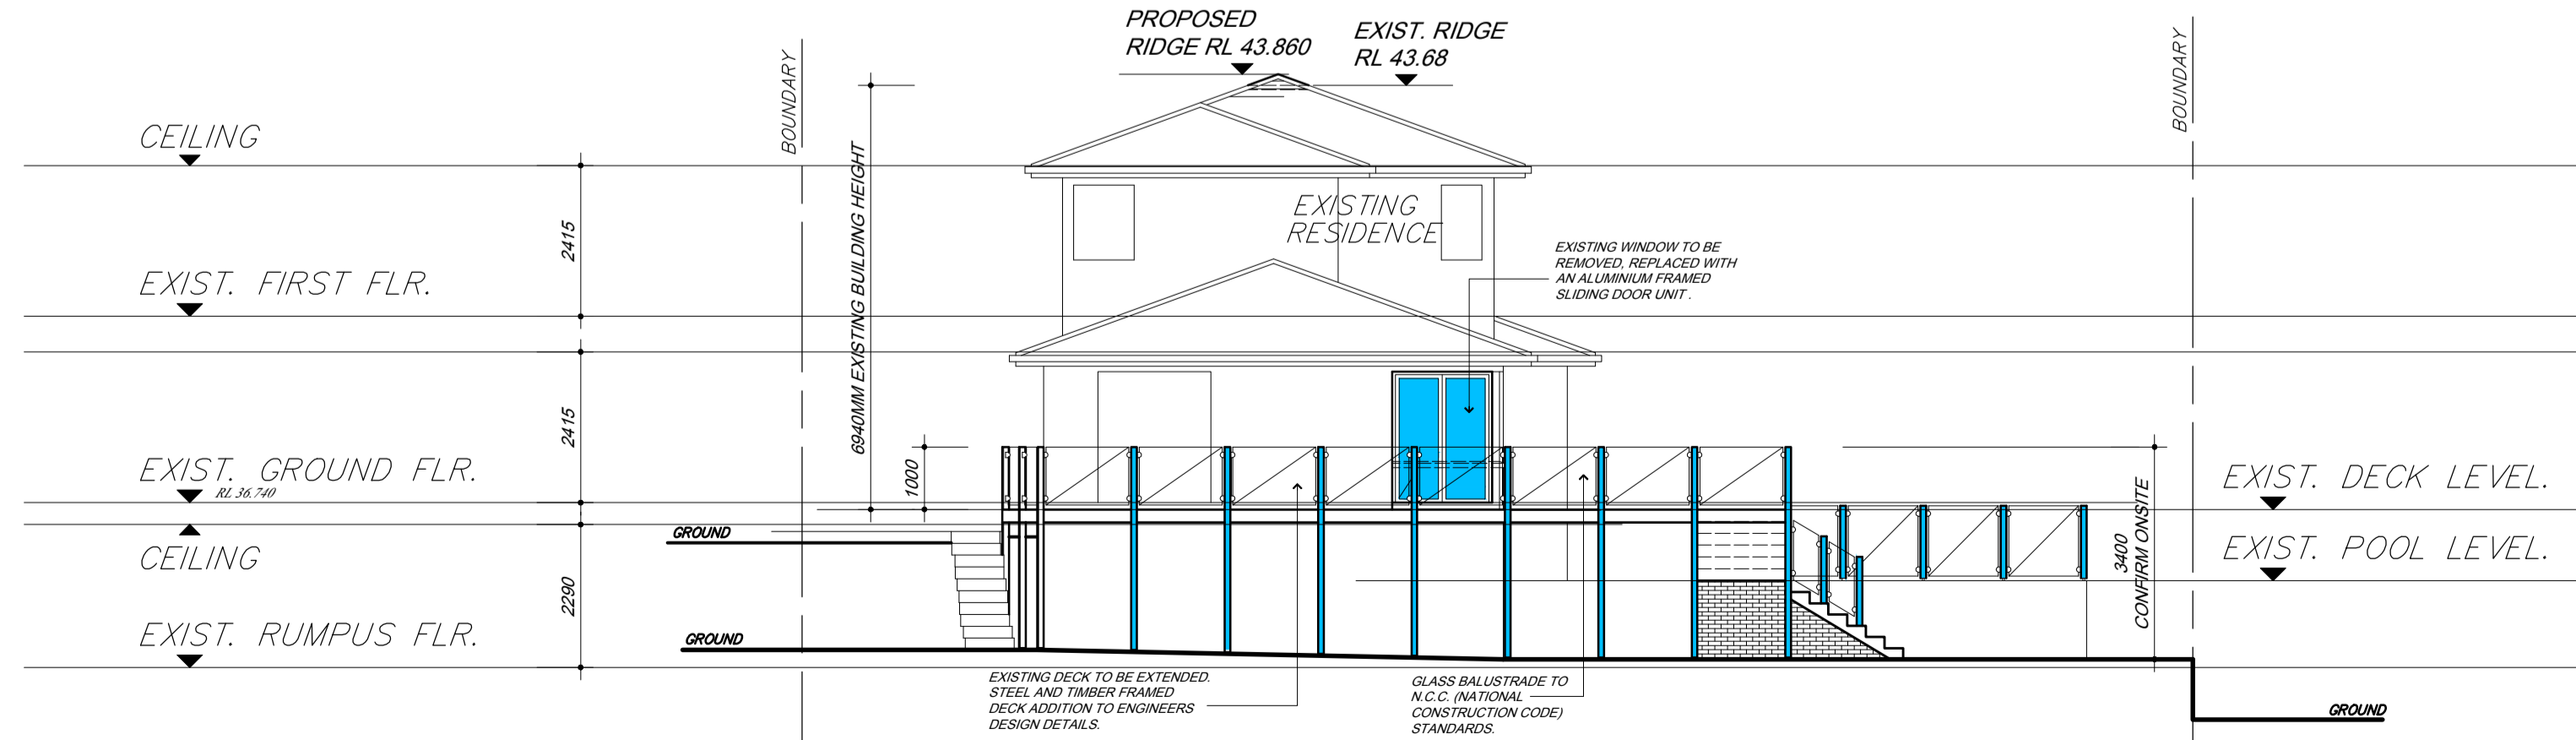 PROPOSED
RIDGE RL 43.860
EXIST. RIDGE
RL 43.68
BOUNDARY
BOUNDARY
CEILING
2415
6940MM EXISTING BUILDING HEIGHT
EXISTING
RESIDENCE
EXISTING WINDOW TO BE
REMOVED, REPLACED WITH
AN ALUMINIUM FRAMED
SLIDING DOOR UNIT .
EXIST. FIRST FLR.
2415
EXIST. GROUND FLR.
RL 36.740
1000
EXIST. DECK LEVEL.
GROUND
CEILING
3400
CONFIRM ONSITE
EXIST. POOL LEVEL.
2290
EXIST. RUMPUS FLR.
GROUND
EXISTING DECK TO BE EXTENDED.
STEEL AND TIMBER FRAMED
DECK ADDITION TO ENGINEERS
DESIGN DETAILS.
GLASS BALUSTRADE TO
N.C.C. (NATIONAL
CONSTRUCTION CODE)
STANDARDS.
GROUND